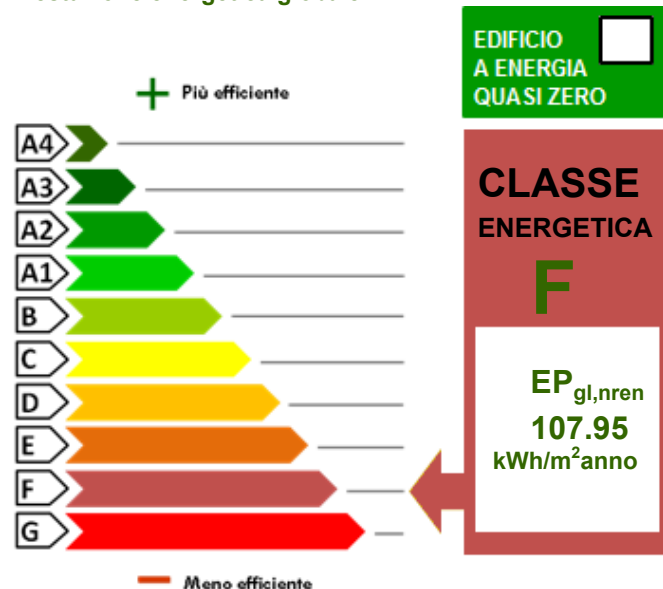 EDIFICIO
A ENERGIA
QUASI ZERO
Più efficiente
A4
A3
A2
A1
B
C
D
E
F
G
Meno efficiente
CLASSE
ENERGETICA
F
EPgl,nren
107.95
kWh/m²anno